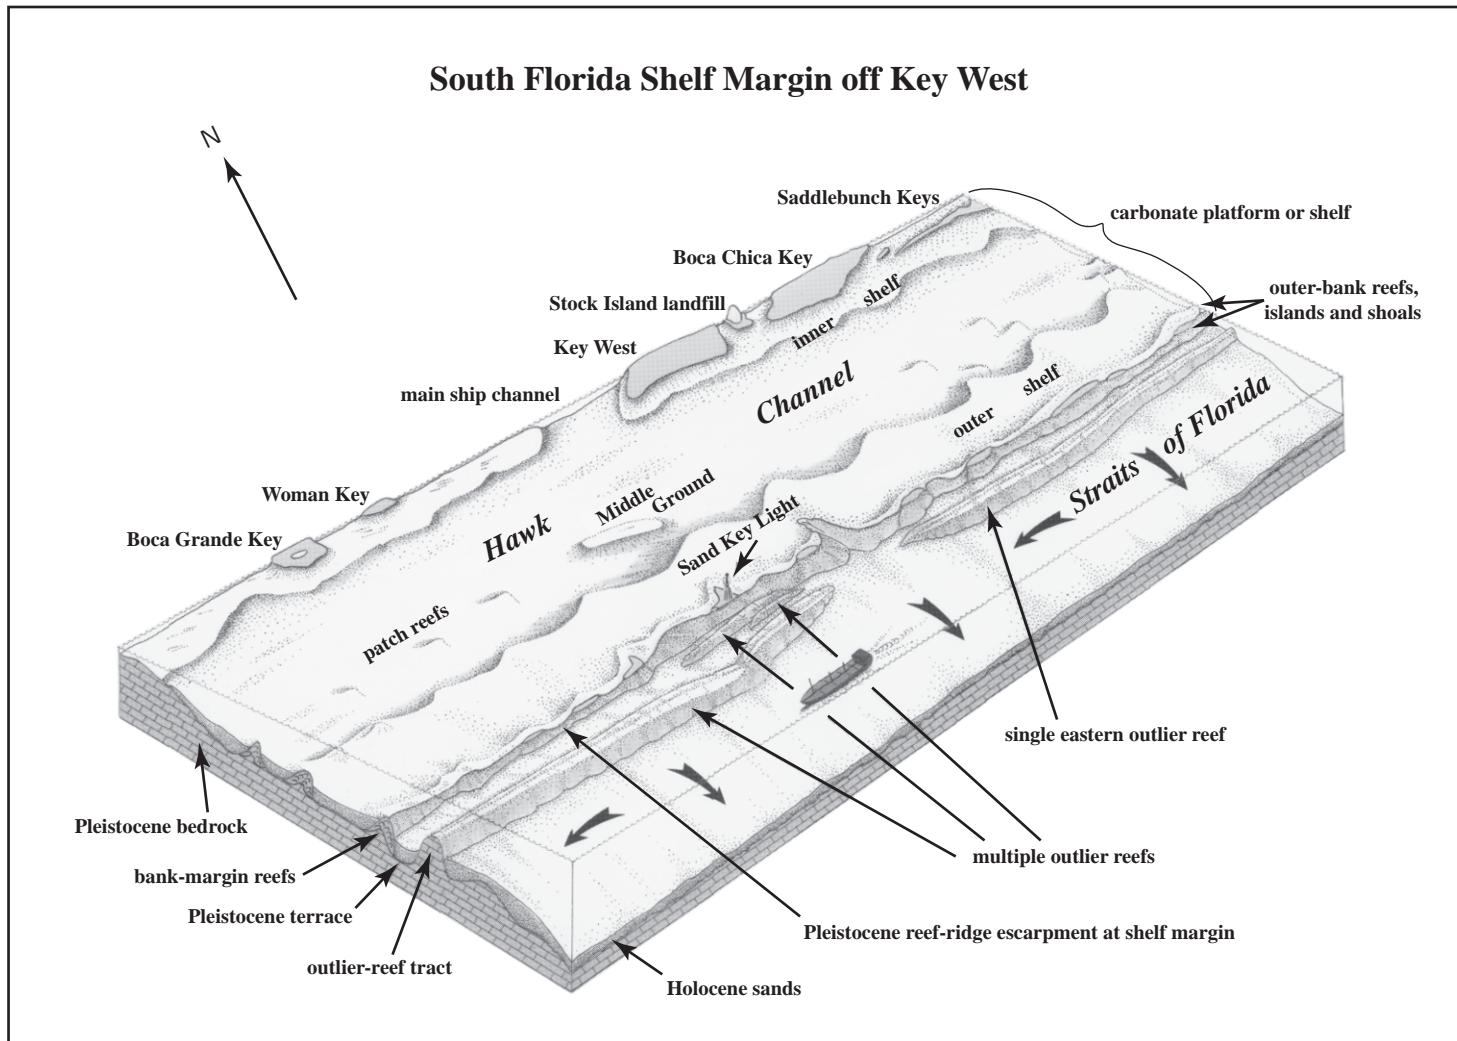 South Florida Shelf Margin off Key West
N
Saddlebunch Keys
carbonate platform or shelf
Boca Chica Key
outer-bank reefs,
islands and shoals
Stock Island landfill
inner shelf
Key West
main ship channel
Hawk Channel
outer shelf
Straits of Florida
Woman Key
Middle
Ground
Boca Grande Key
Sand Key Light
patch reefs
single eastern outlier reef
Pleistocene bedrock
multiple outlier reefs
bank-margin reefs
Pleistocene terrace
Pleistocene reef-ridge escarpment at shelf margin
outlier-reef tract
Holocene sands